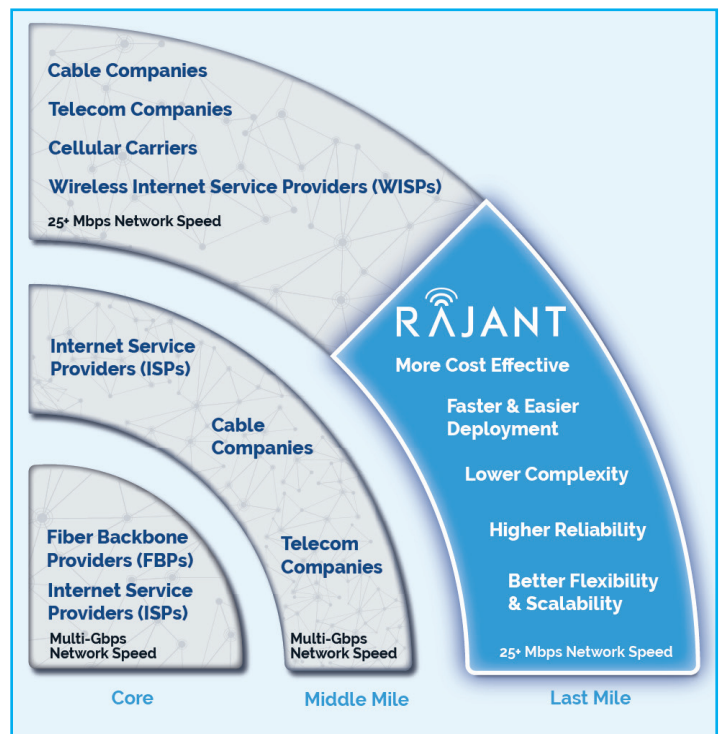 Cable Companies
Telecom Companies
Cellular Carriers
Wireless Internet Service Providers (WISPs)
25+ Mbps Network Speed
RAJANT
More Cost Effective
Faster & Easier
Deployment
Lower Complexity
Higher Reliability
Better Flexibility
& Scalability
25+ Mbps Network Speed
Internet Service
Providers (ISPs)
Cable
Companies
Telecom
Companies
Multi-Gbps
Network Speed
Fiber Backbone
Providers (FBPs)
Internet Service
Providers (ISPs)
Multi-Gbps
Network Speed
Core
Middle Mile
Last Mile